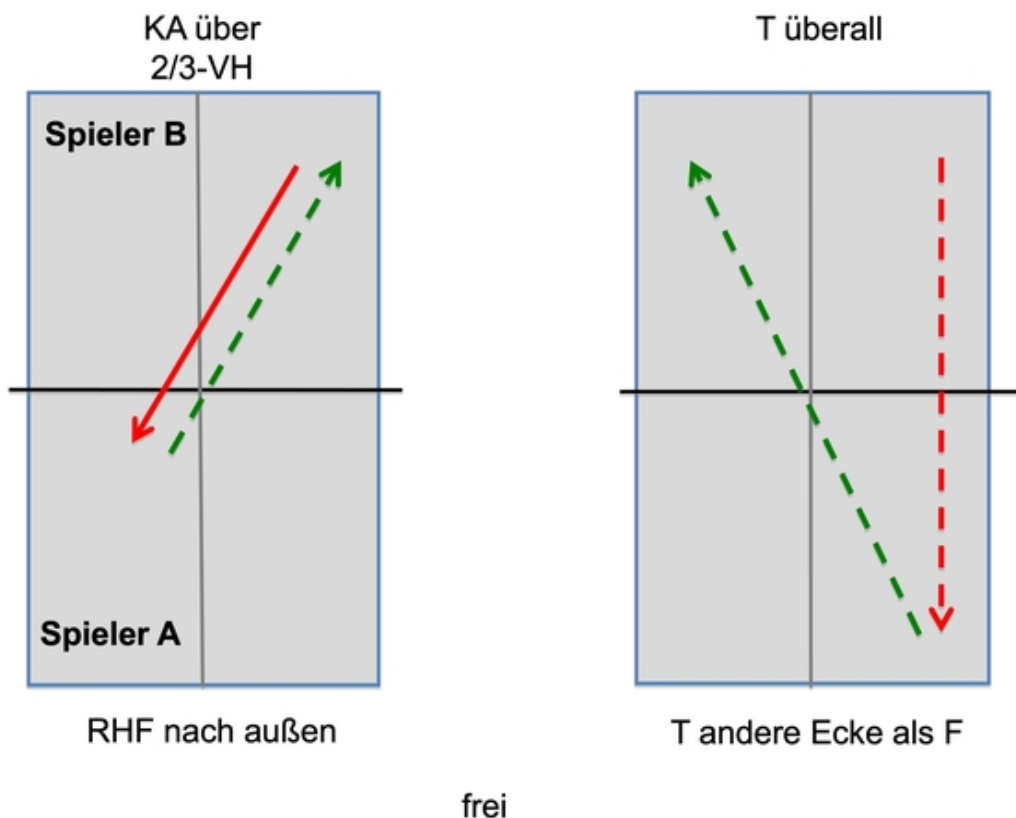 KA über
2/3-VH
T überall
Spieler B
Spieler A
RHF nach außen
T andere Ecke als F
frei